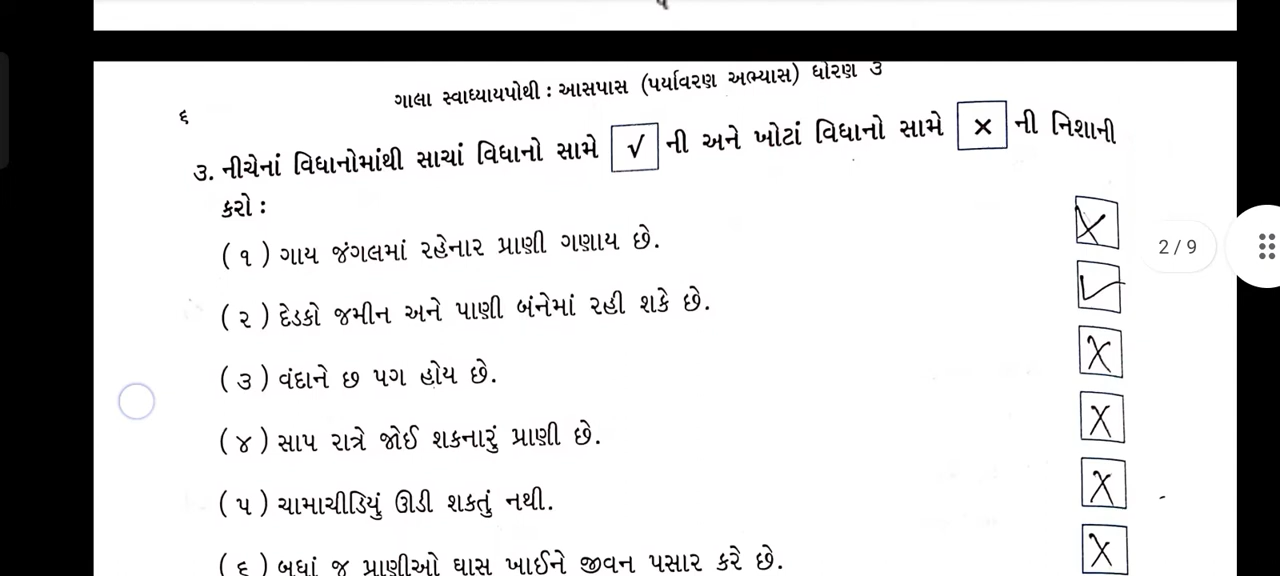 ૬
ગાલા સ્વાધ્યાયપોથી : આસપાસ (પર્યાવરણ અભ્યાસ) ધોરણ ૩
૩. નીચેનાં વિધાનોમાંથી સાચાં વિધાનો સામે ✓ ની અને ખોટાં વિધાનો સામે × ની નિશાની
કરો :
(૧) ગાય જંગલમાં રહેનાર પ્રાણી ગણાય છે. X
(૨) દેડકો જમીન અને પાણી બંનેમાં રહી શકે છે. ✓
(૩) વંદાને છ પગ હોય છે. X
(૪) સાપ રાત્રે જોઈ શકનારું પ્રાણી છે. X
(૫) ચામાચીડિયું ઊડી શકતું નથી. X
(૬) બધાં જ પ્રાણીઓ ઘાસ ખાઈને જીવન પસાર કરે છે. X
2 / 9